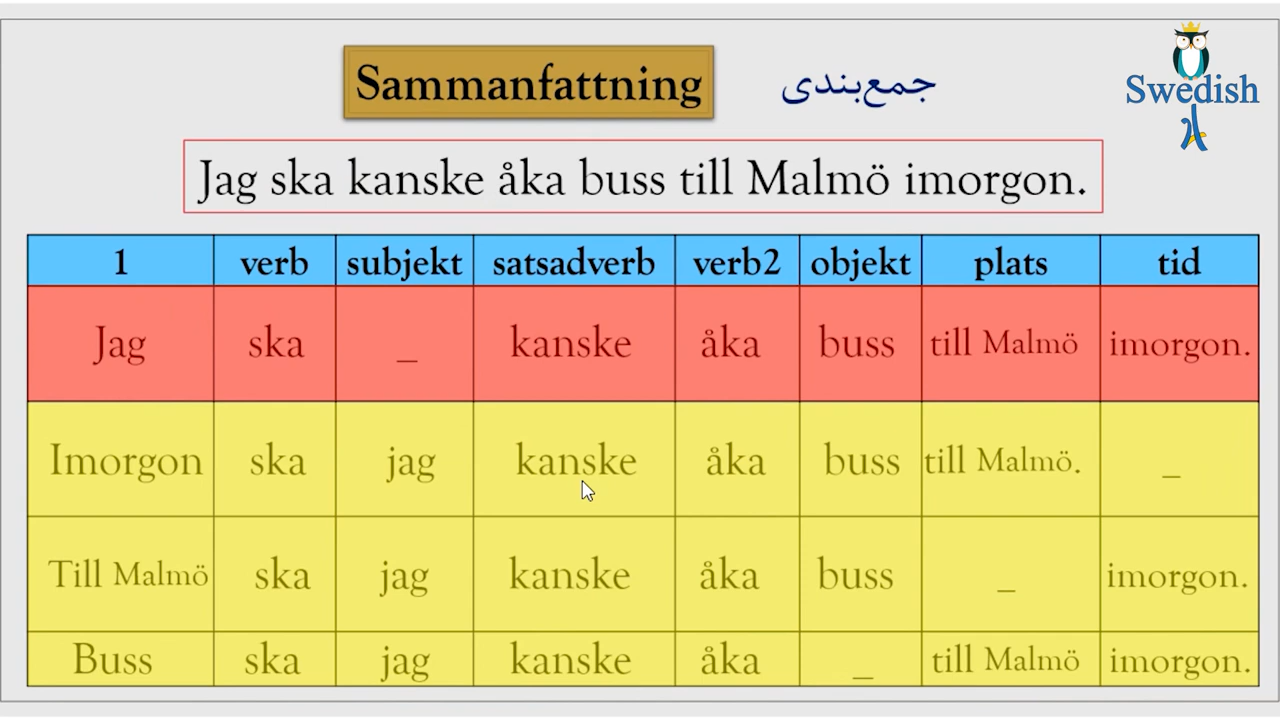 Sammanfattning جمع‌بندی
Swedish
Jag ska kanske åka buss till Malmö imorgon.
1 verb subjekt satsadverb verb2 objekt plats tid
Jag ska _ kanske åka buss till Malmö imorgon.
Imorgon ska jag kanske åka buss till Malmö. _
Till Malmö ska jag kanske åka buss _ imorgon.
Buss ska jag kanske åka _ till Malmö imorgon.